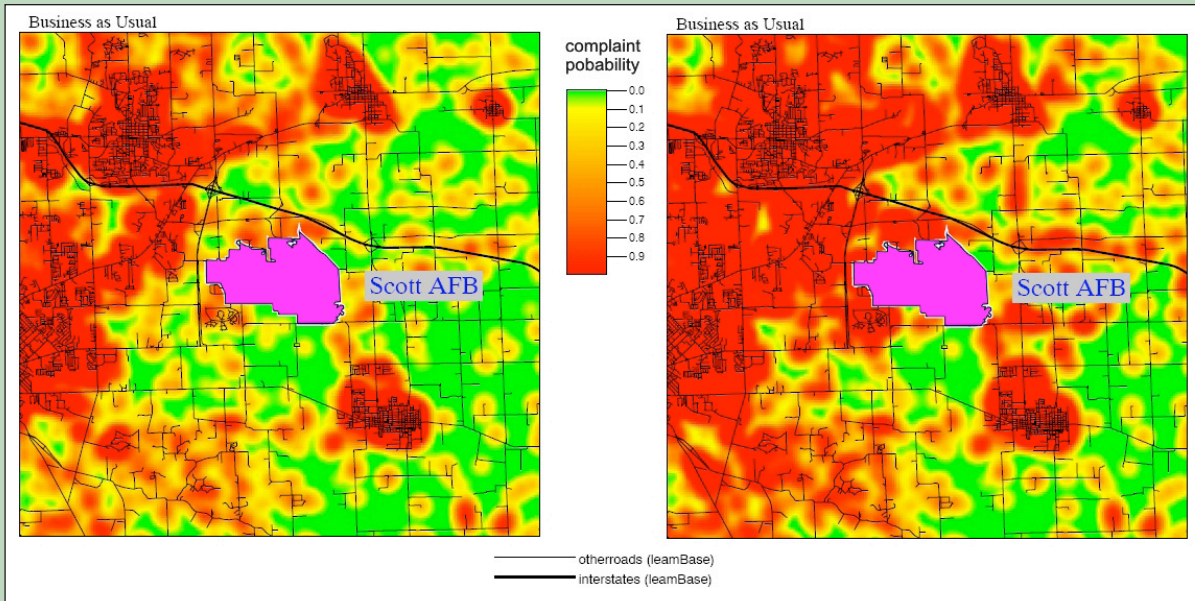 Business as Usual
Business as Usual
complaint
pobability
0.0
0.1
0.2
0.3
0.4
0.5
0.6
0.7
0.8
0.9
Scott AFB
Scott AFB
otherroads (leamBase)
interstates (leamBase)